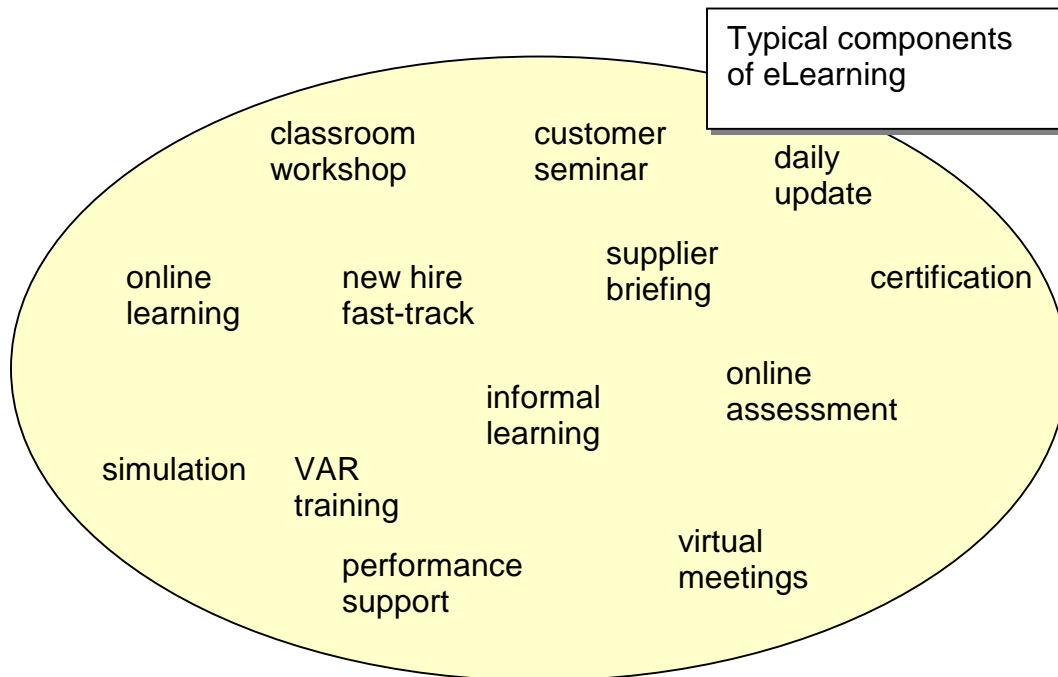 Typical components
of eLearning
classroom
workshop
customer
seminar
daily
update
online
learning
new hire
fast-track
supplier
briefing
certification
informal
learning
online
assessment
simulation
VAR
training
performance
support
virtual
meetings